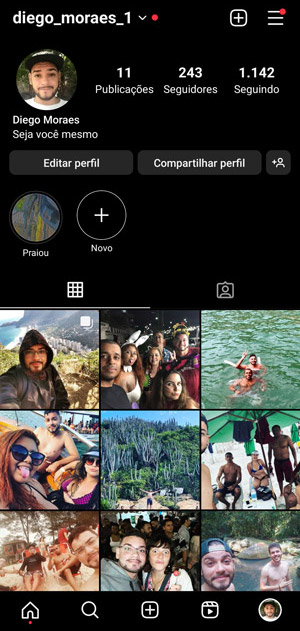 diego_moraes_1
11 243 1.142
Publicações Seguidores Seguindo
Diego Moraes
Seja você mesmo
Editar perfil Compartilhar perfil
Praiou Novo